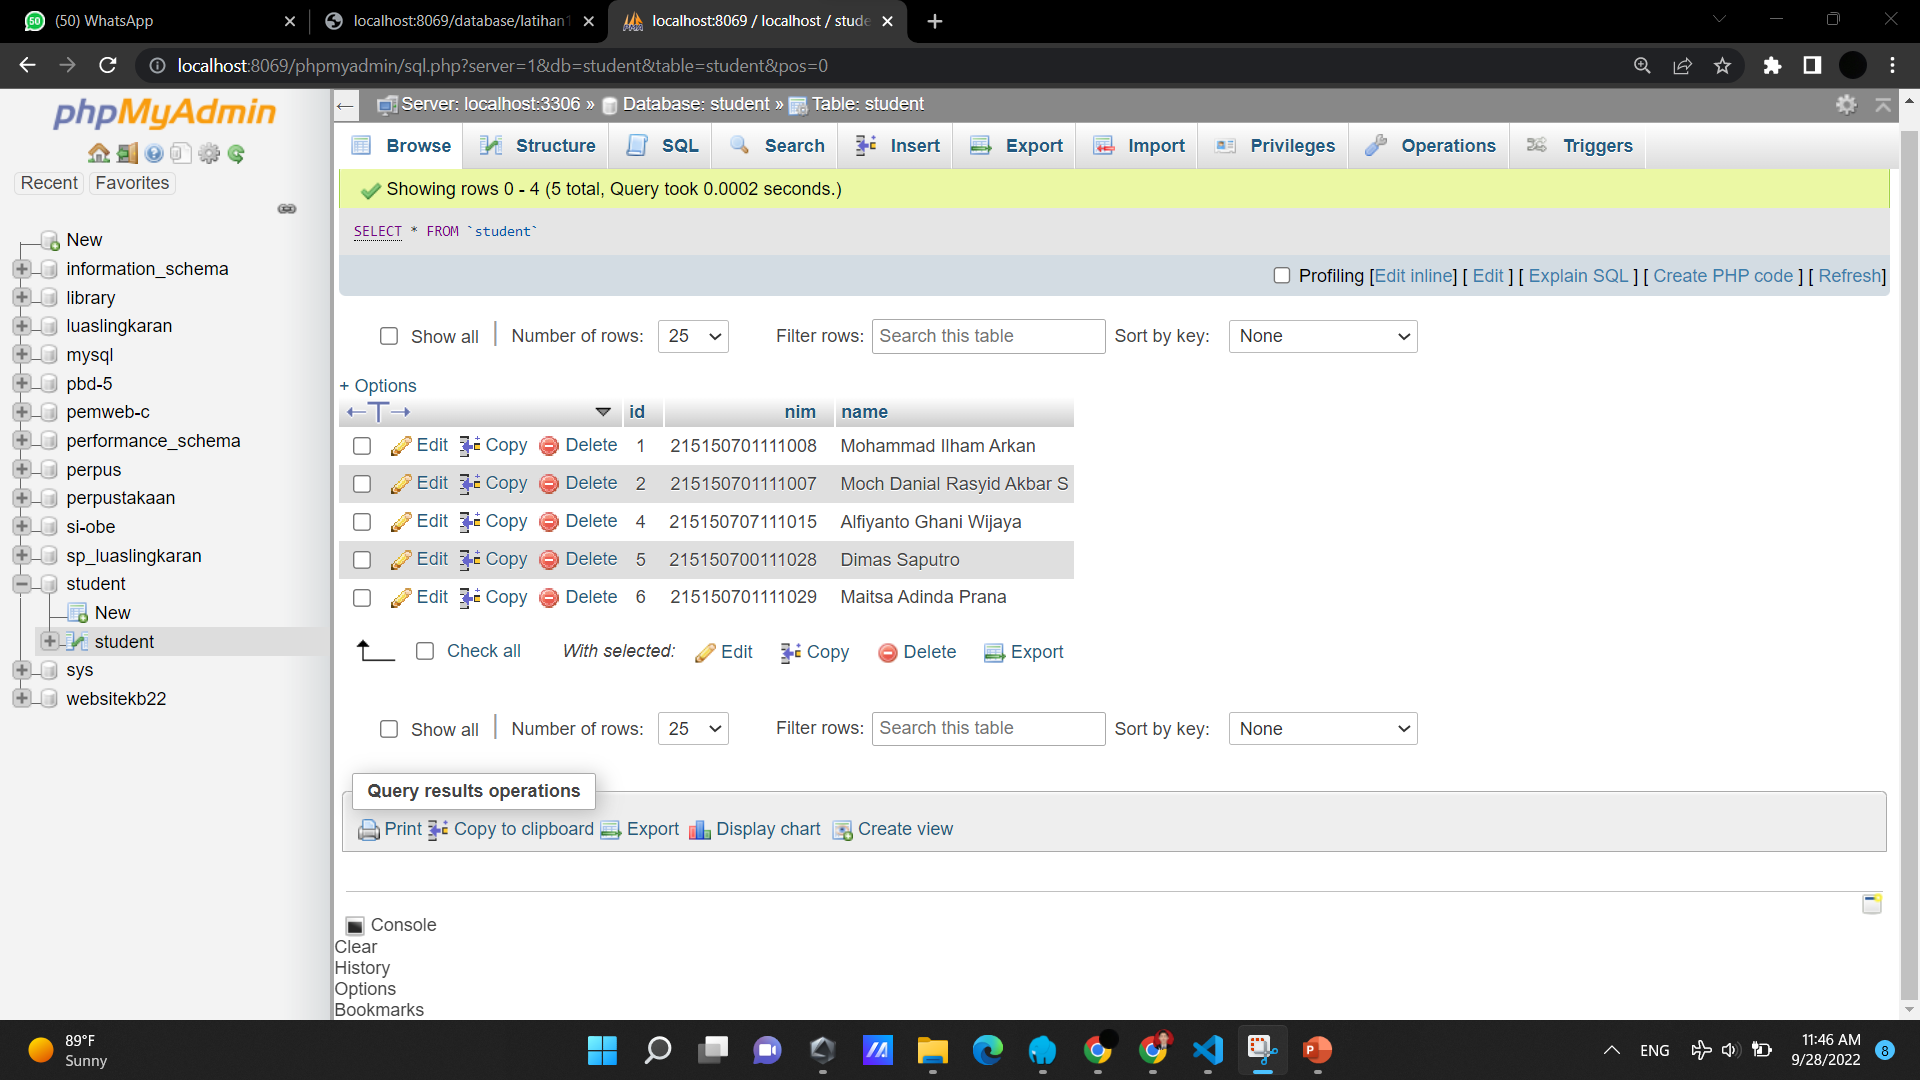 (50) WhatsApp
localhost:8069/database/latihan1
localhost:8069 / localhost / stude
localhost:8069/phpmyadmin/sql.php?server=1&db=student&table=student&pos=0
phpMyAdmin
Recent Favorites
New
information_schema
library
luaslingkaran
mysql
pbd-5
pemweb-c
performance_schema
perpus
perpustakaan
si-obe
sp_luaslingkaran
student
New
student
sys
websitekb22
Server: localhost:3306 » Database: student » Table: student
Browse Structure SQL Search Insert Export Import Privileges Operations Triggers
Showing rows 0 - 4 (5 total, Query took 0.0002 seconds.)
SELECT * FROM `student`
Profiling [Edit inline] [ Edit ] [ Explain SQL ] [ Create PHP code ] [ Refresh]
Show all Number of rows: 25 Filter rows: Search this table Sort by key: None
+ Options
id nim name
Edit Copy Delete 1 215150701111008 Mohammad Ilham Arkan
Edit Copy Delete 2 215150701111007 Moch Danial Rasyid Akbar S
Edit Copy Delete 4 215150707111015 Alfiyanto Ghani Wijaya
Edit Copy Delete 5 215150700111028 Dimas Saputro
Edit Copy Delete 6 215150701111029 Maitsa Adinda Prana
Check all With selected: Edit Copy Delete Export
Show all Number of rows: 25 Filter rows: Search this table Sort by key: None
Query results operations
Print Copy to clipboard Export Display chart Create view
Console
Clear
History
Options
Bookmarks
89°F
Sunny
ENG
11:46 AM
9/28/2022
8